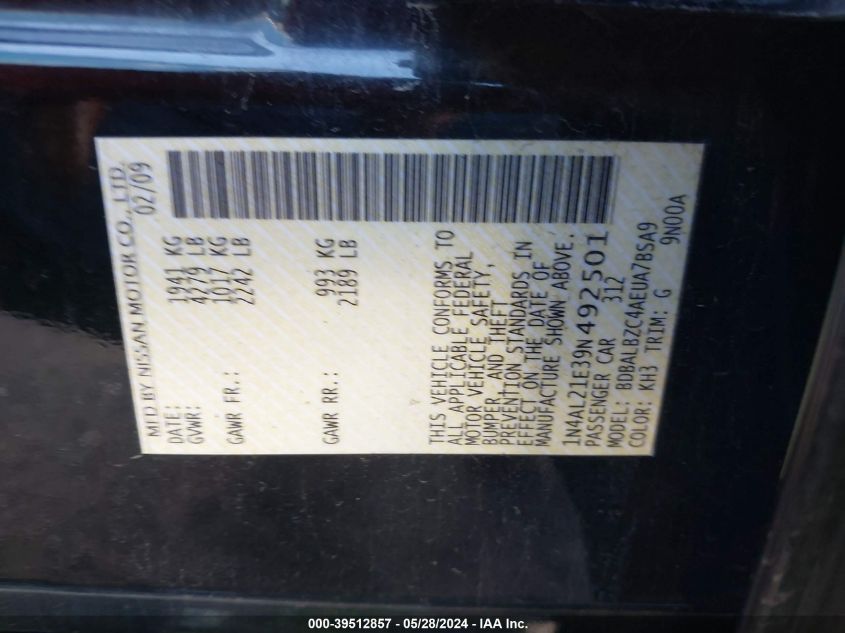 MFD BY NISSAN MOTOR CO., LTD.
DATE: 02/09
GVWR: 1941 KG
4279 LB
GAWR FR.: 1017 KG
2242 LB
GAWR RR.: 993 KG
2189 LB
THIS VEHICLE CONFORMS TO
ALL APPLICABLE FEDERAL
MOTOR VEHICLE SAFETY,
BUMPER, AND THEFT
PREVENTION STANDARDS IN
EFFECT ON THE DATE OF
MANUFACTURE SHOWN ABOVE.
1N4AL21E39N492501
PASSENGER CAR
MODEL: 312
BDBALBZC4AEUA7BSA9
COLOR: KH3 TRIM: G 9N00A
000-39512857 - 05/28/2024 - IAA Inc.